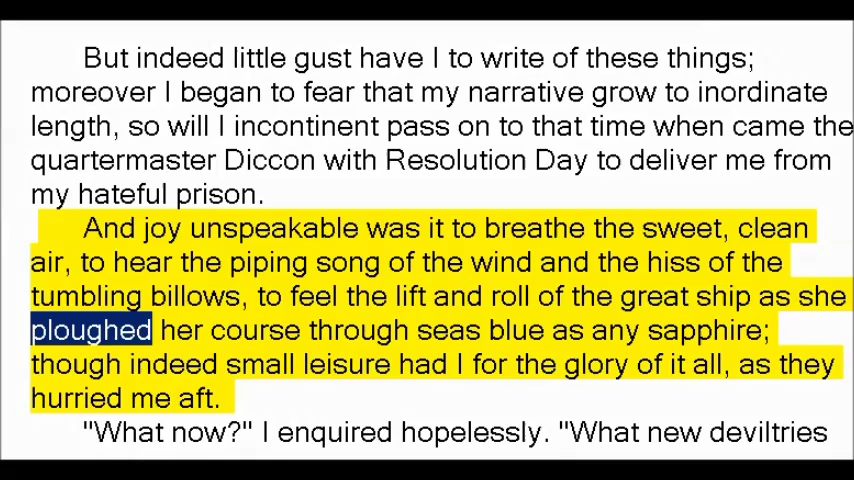 But indeed little gust have I to write of these things;
moreover I began to fear that my narrative grow to inordinate
length, so will I incontinent pass on to that time when came the
quartermaster Diccon with Resolution Day to deliver me from
my hateful prison.
And joy unspeakable was it to breathe the sweet, clean
air, to hear the piping song of the wind and the hiss of the
tumbling billows, to feel the lift and roll of the great ship as she
ploughed her course through seas blue as any sapphire;
though indeed small leisure had I for the glory of it all, as they
hurried me aft.
"What now?" I enquired hopelessly. "What new deviltries